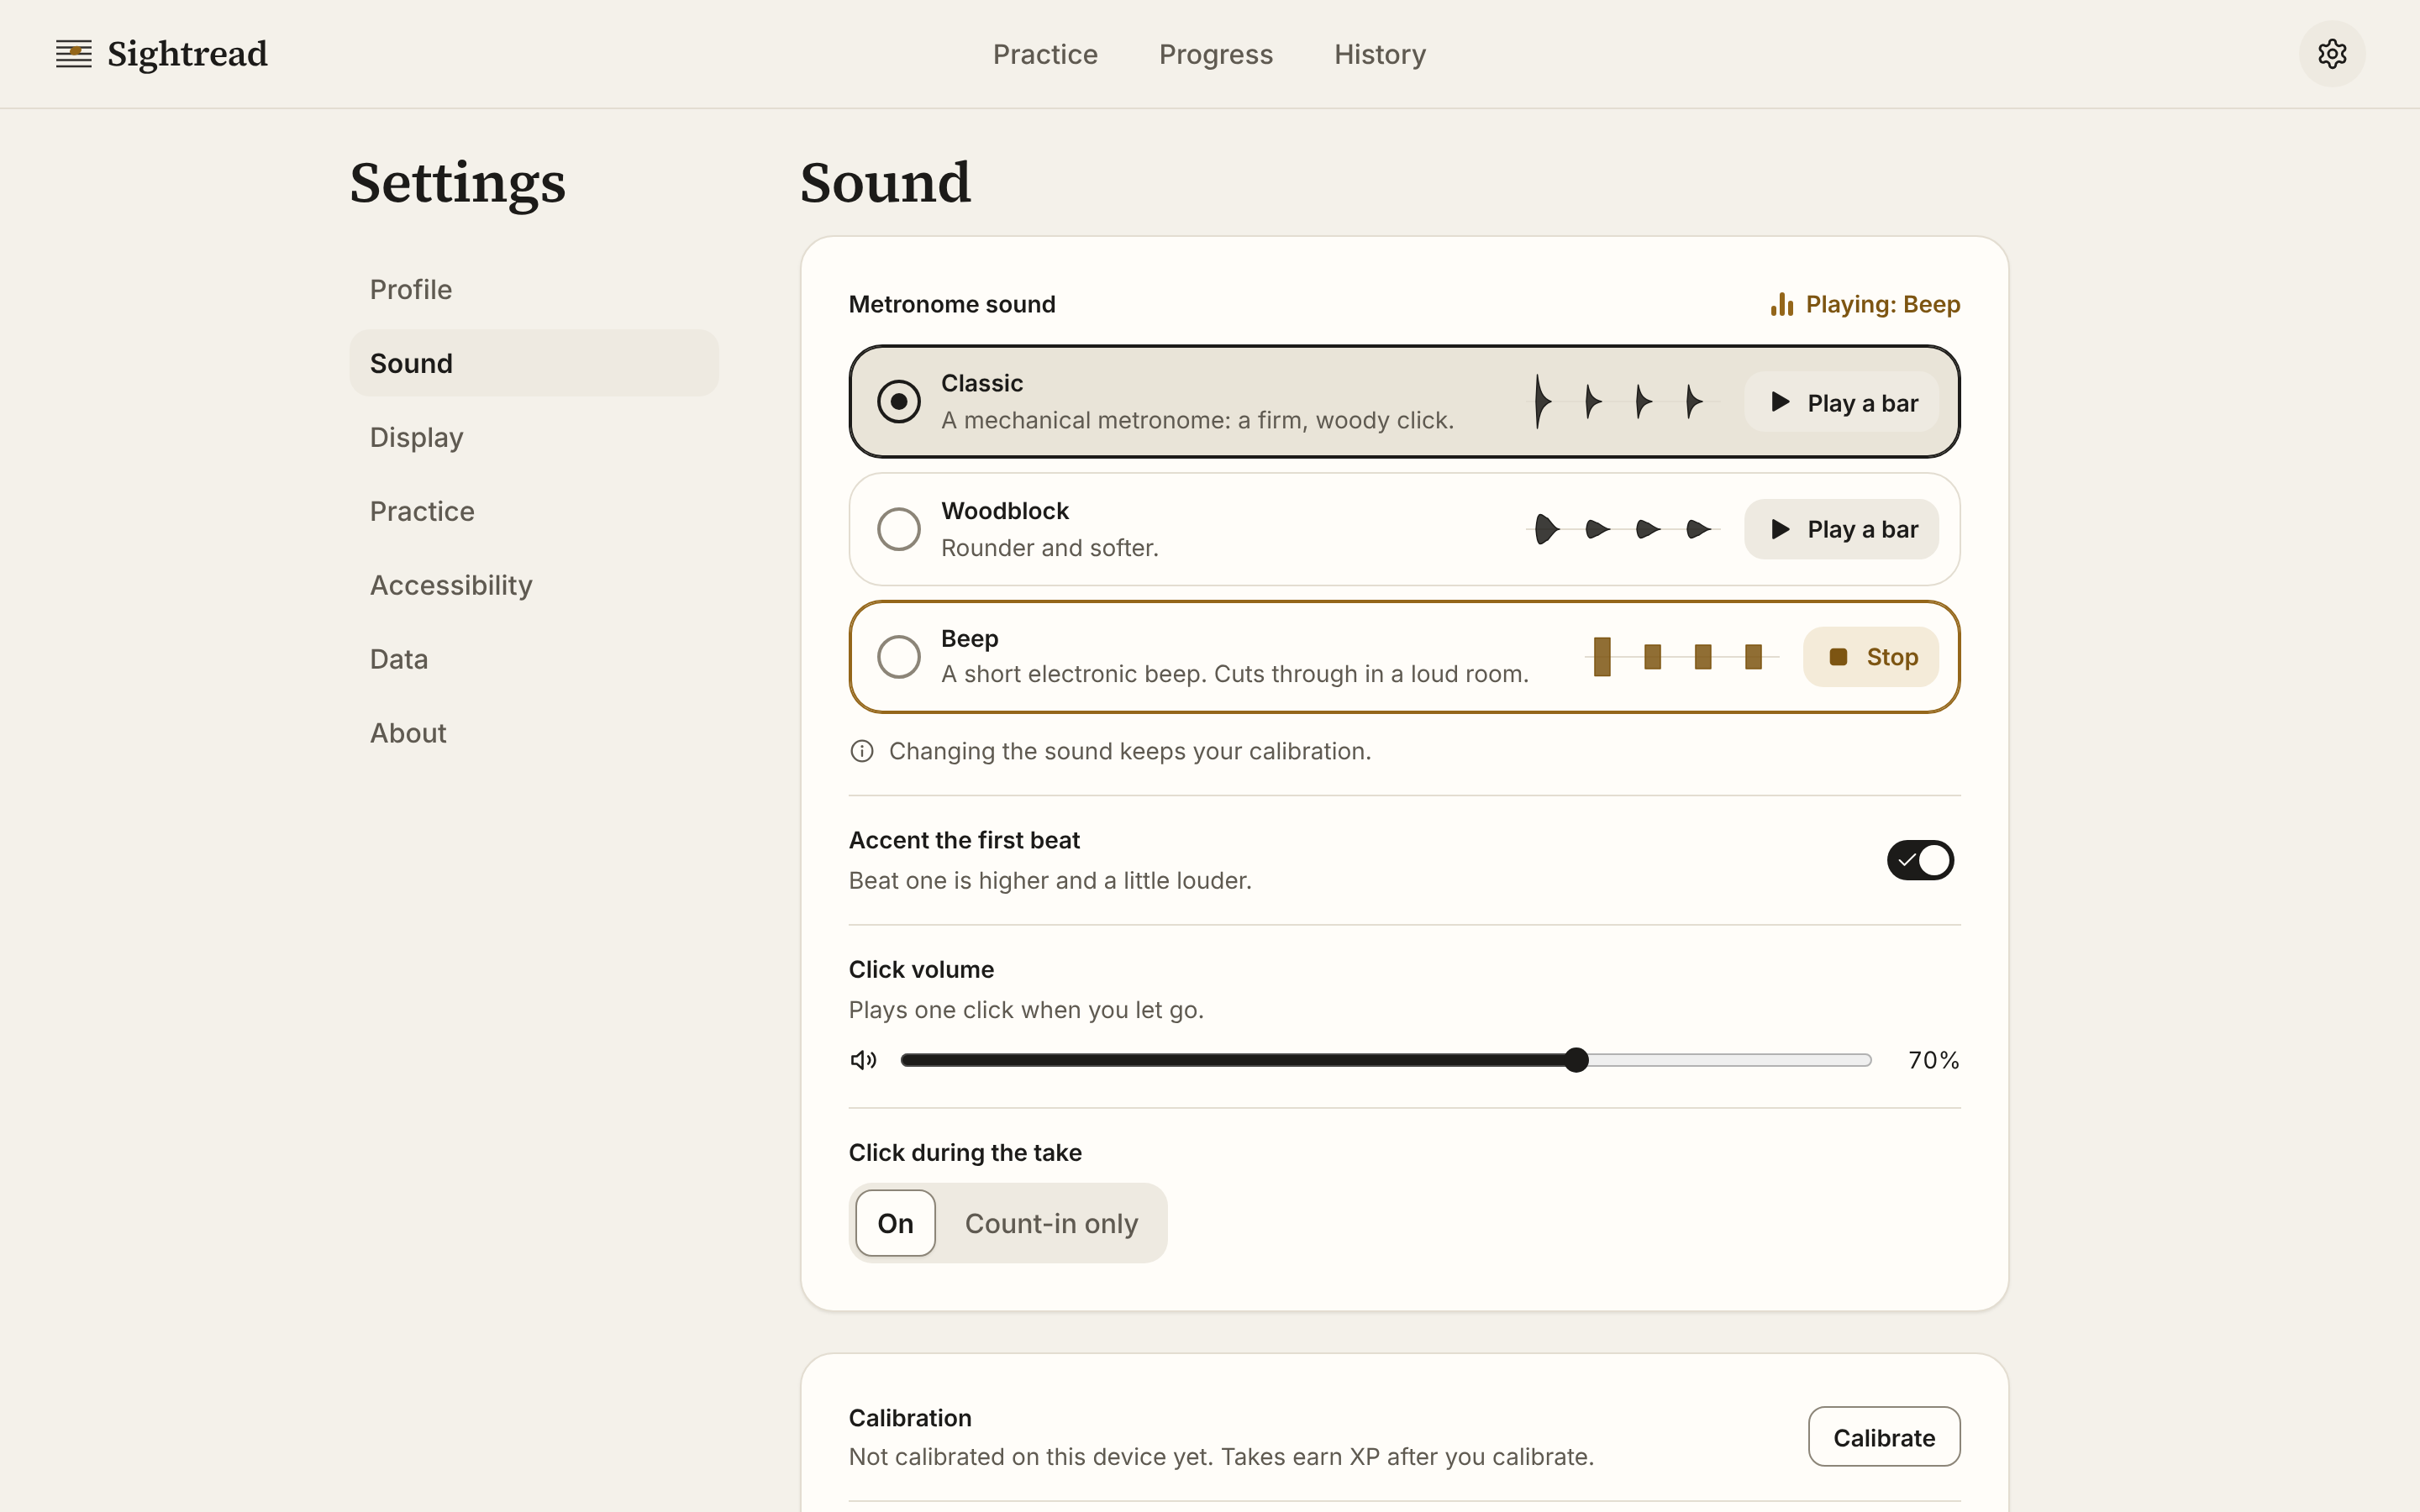 Sightread
Practice
Progress
History
Settings
Profile
Sound
Display
Practice
Accessibility
Data
About
Sound
Metronome sound
Playing: Beep
Classic
A mechanical metronome: a firm, woody click.
Play a bar
Woodblock
Rounder and softer.
Play a bar
Beep
A short electronic beep. Cuts through in a loud room.
Stop
Changing the sound keeps your calibration.
Accent the first beat
Beat one is higher and a little louder.
Click volume
Plays one click when you let go.
70%
Click during the take
On
Count-in only
Calibration
Not calibrated on this device yet. Takes earn XP after you calibrate.
Calibrate